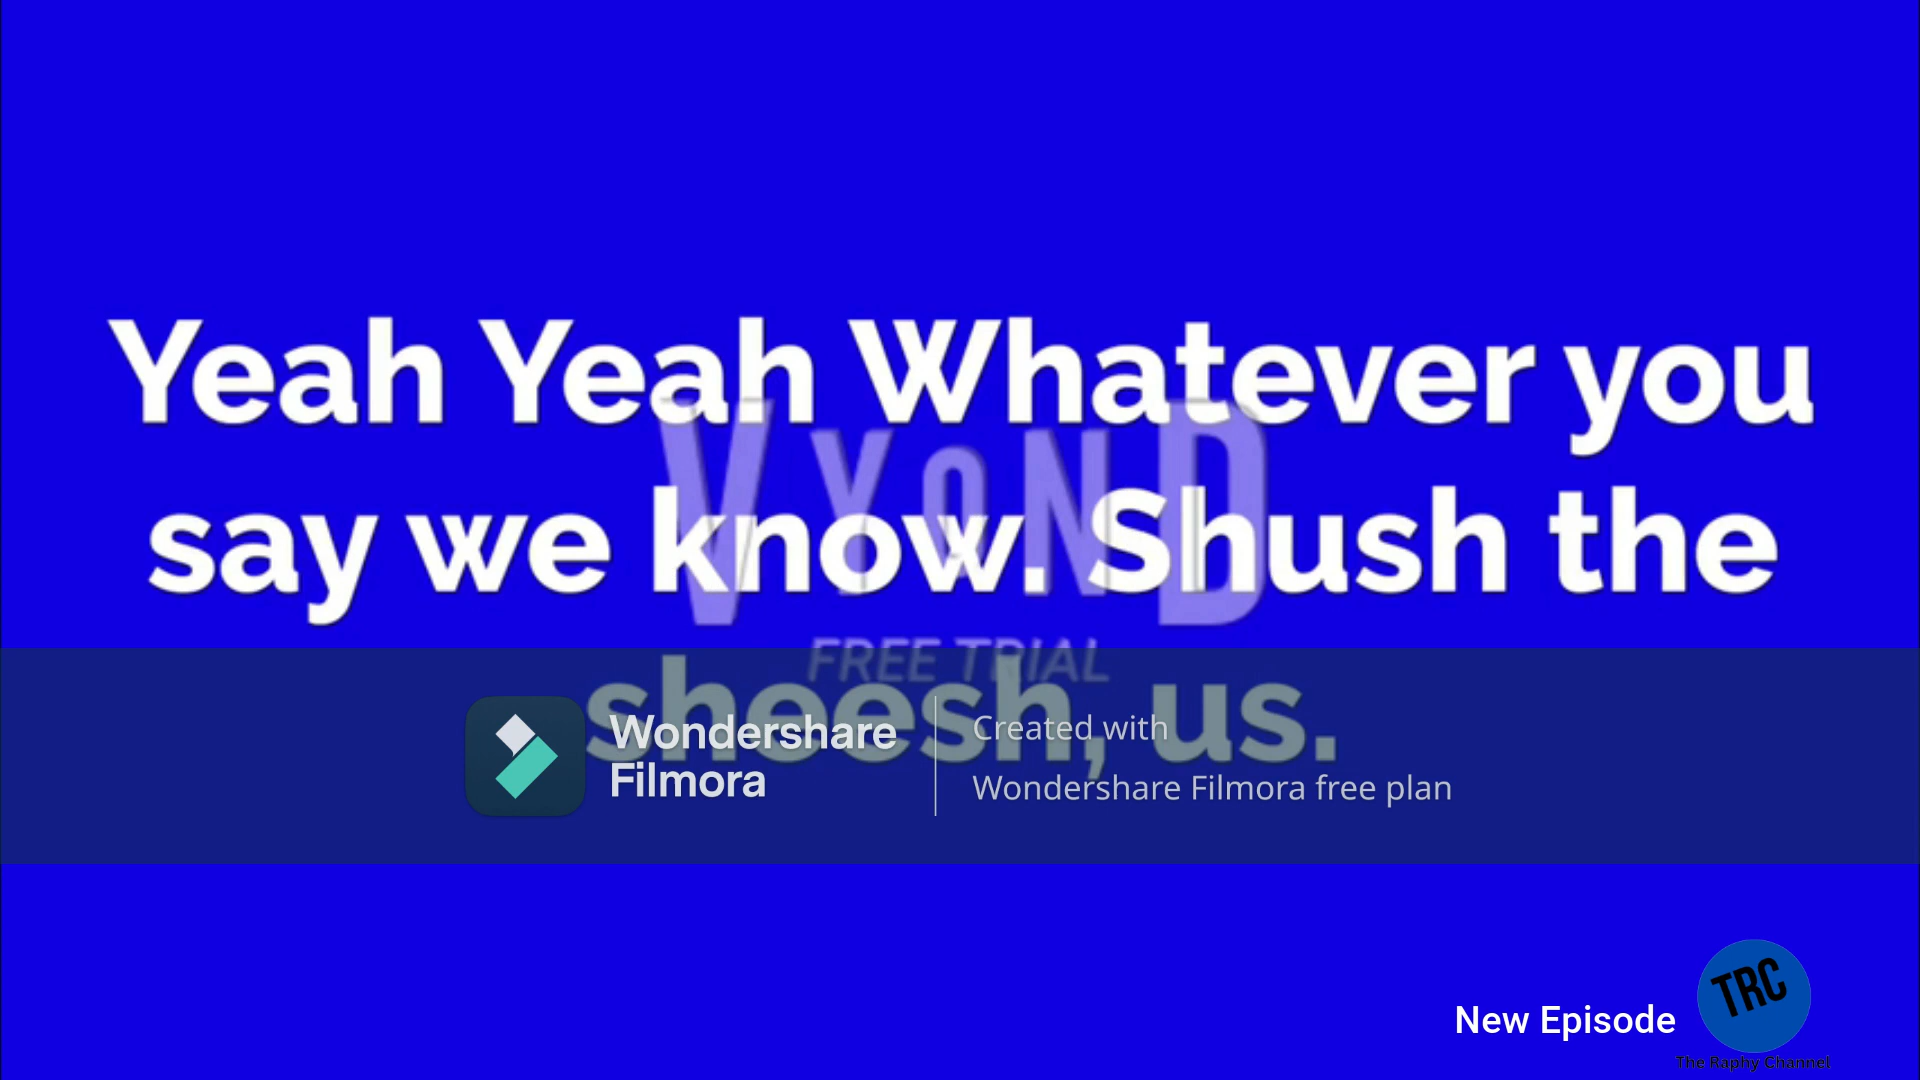 Yeah Yeah Whatever you
VYOND
say we know. Shush the
FREE TRIAL
sheesh, us.
Wondershare
Filmora
Created with
Wondershare Filmora free plan
New Episode
TRC
The Raphy Channel